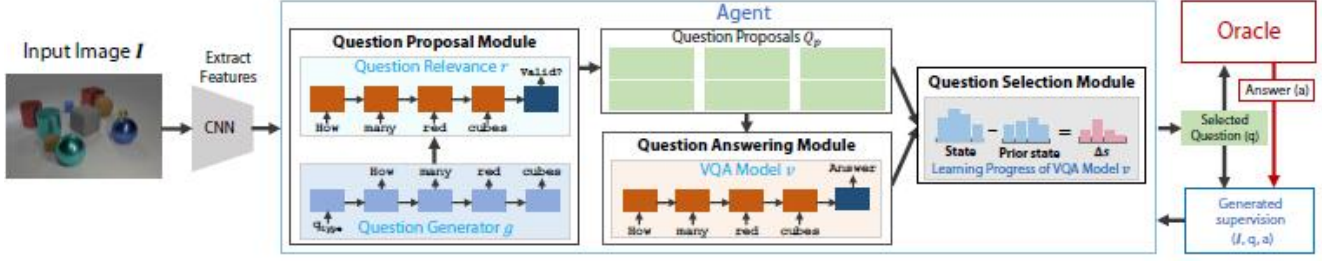 Agent
Input Image I
Extract
Features
CNN
Question Proposal Module
Question Relevance r
Valid?
How many red cubes
How many red cubes
q_type
Question Generator g
Question Proposals Q_p
Question Answering Module
VQA Model v
Answer
How many red cubes
Question Selection Module
State
Prior state
Δs
− =
Learning Progress of VQA Model v
Oracle
Answer (a)
Selected
Question (q)
Generated
supervision
(I, q, a)